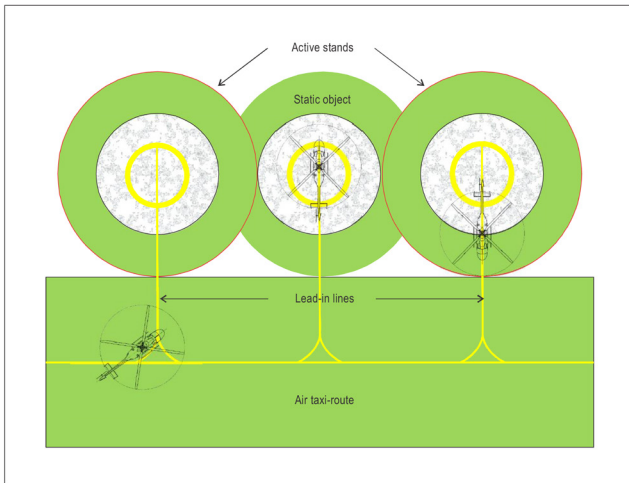 Active stands
Static object
Lead-in lines
Air taxi-route